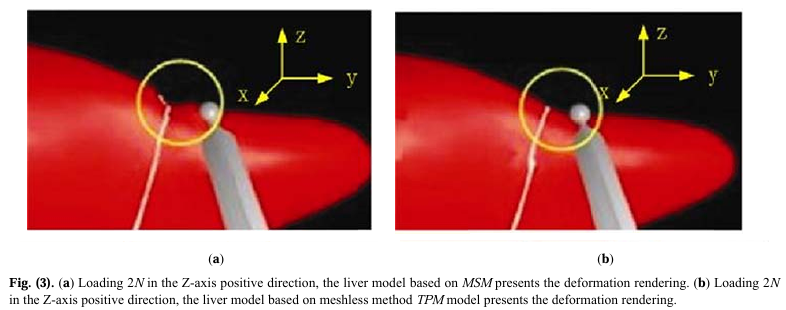 z
y
x
z
y
x
(a)
(b)
Fig. (3). (a) Loading 2N in the Z-axis positive direction, the liver model based on MSM presents the deformation rendering. (b) Loading 2N
in the Z-axis positive direction, the liver model based on meshless method TPM model presents the deformation rendering.